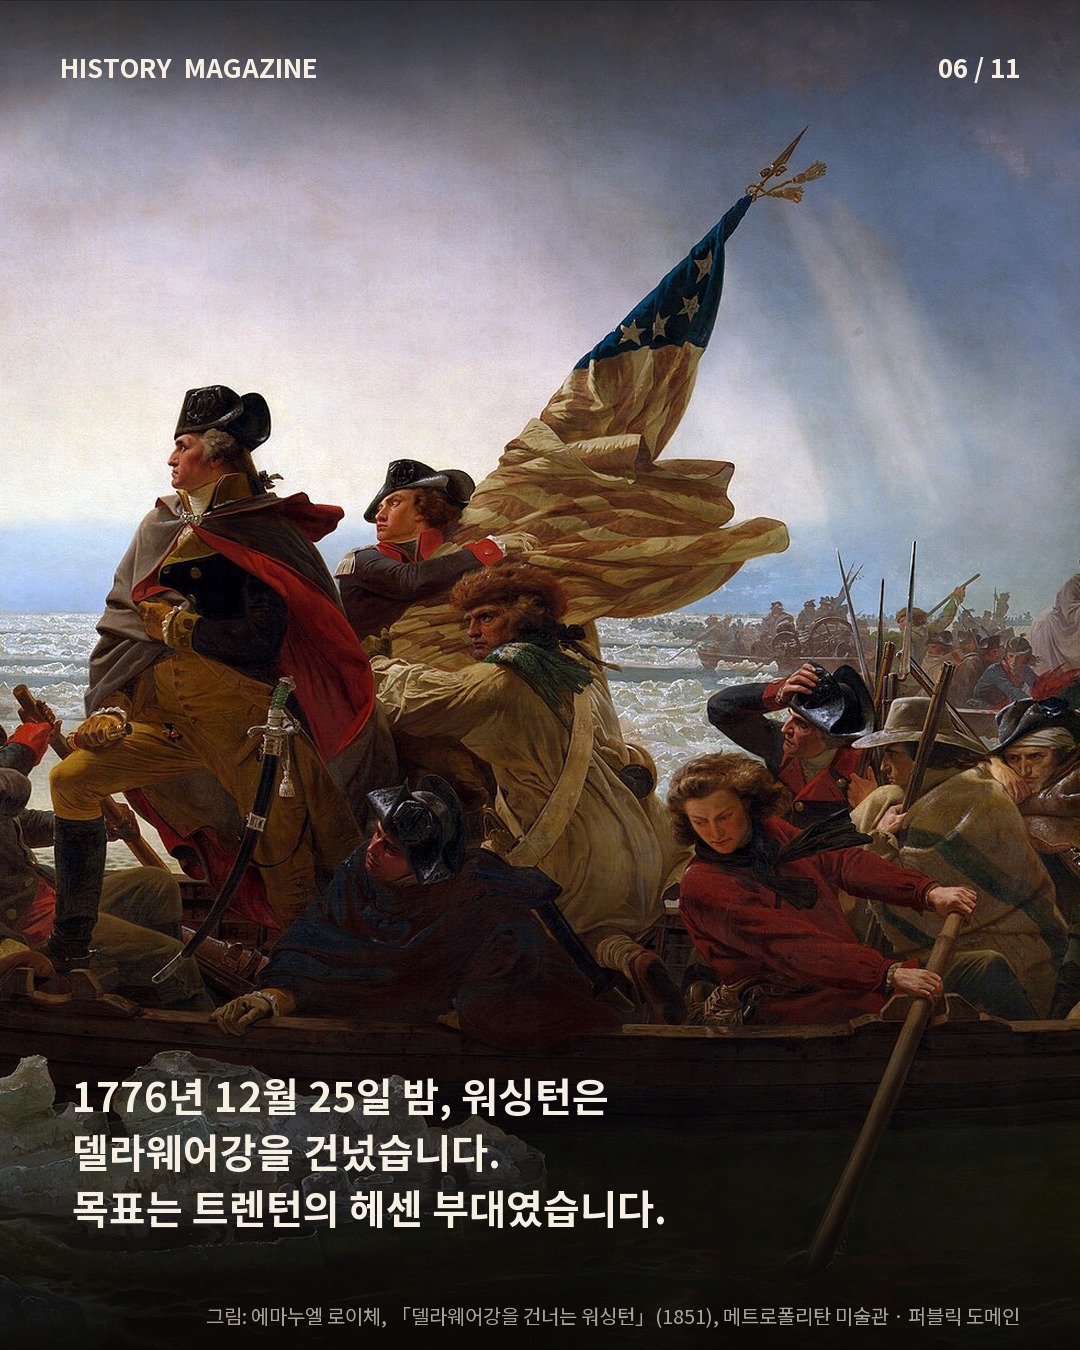 HISTORY MAGAZINE
06 / 11
1776년 12월 25일 밤, 워싱턴은
델라웨어강을 건넜습니다.
목표는 트렌턴의 헤센 부대였습니다.
그림: 에마누엘 로이체, 「델라웨어강을 건너는 워싱턴」(1851), 메트로폴리탄 미술관 · 퍼블릭 도메인